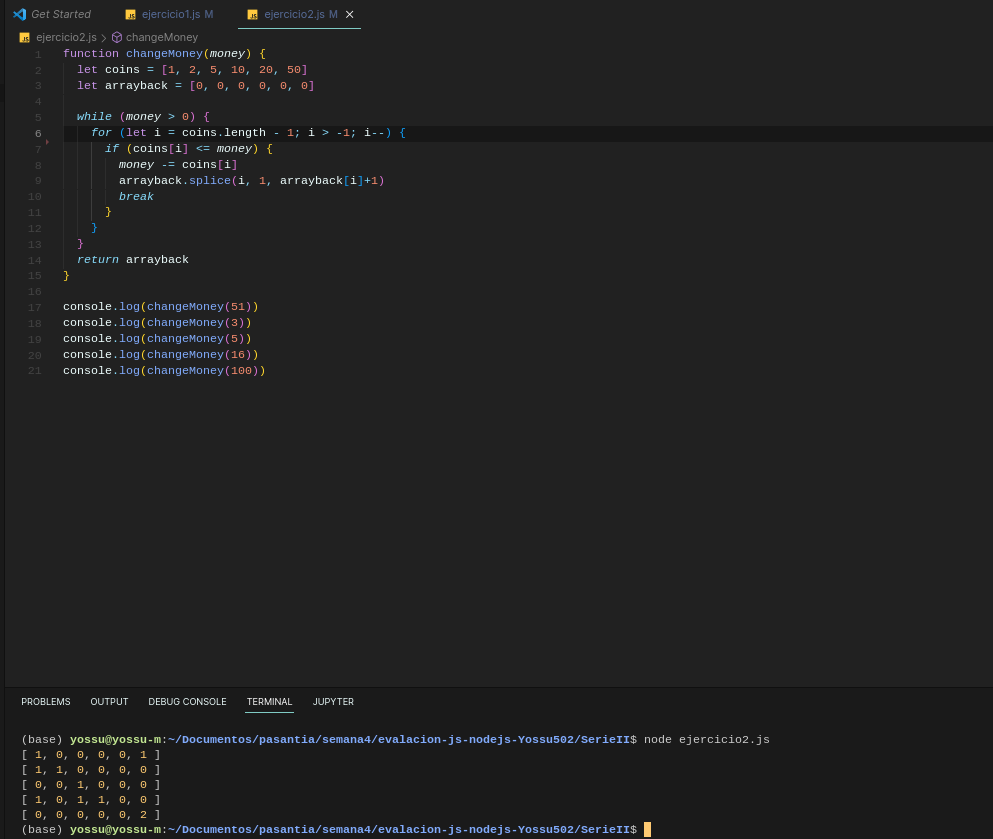 Get Started ejercicio1.js M ejercicio2.js M
ejercicio2.js > changeMoney
1 function changeMoney(money) {
2 let coins = [1, 2, 5, 10, 20, 50]
3 let arrayback = [0, 0, 0, 0, 0, 0]
4
5 while (money > 0) {
6 for (let i = coins.length - 1; i > -1; i--) {
7 if (coins[i] <= money) {
8 money -= coins[i]
9 arrayback.splice(i, 1, arrayback[i]+1)
10 break
11 }
12 }
13 }
14 return arrayback
15 }
16
17 console.log(changeMoney(51))
18 console.log(changeMoney(3))
19 console.log(changeMoney(5))
20 console.log(changeMoney(16))
21 console.log(changeMoney(100))
PROBLEMS OUTPUT DEBUG CONSOLE TERMINAL JUPYTER
(base) yossu@yossu-m:~/Documentos/pasantia/semana4/evalacion-js-nodejs-Yossu502/SerieII$ node ejercicio2.js
[ 1, 0, 0, 0, 0, 1 ]
[ 1, 1, 0, 0, 0, 0 ]
[ 0, 0, 1, 0, 0, 0 ]
[ 1, 0, 1, 1, 0, 0 ]
[ 0, 0, 0, 0, 0, 2 ]
(base) yossu@yossu-m:~/Documentos/pasantia/semana4/evalacion-js-nodejs-Yossu502/SerieII$